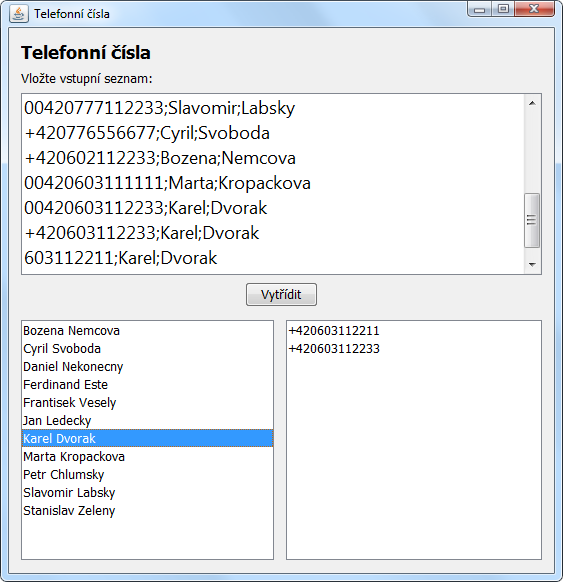 Telefonní čísla
Telefonní čísla
Vložte vstupní seznam:
00420777112233;Slavomir;Labsky
+420776556677;Cyril;Svoboda
+420602112233;Bozena;Nemcova
00420603111111;Marta;Kropackova
00420603112233;Karel;Dvorak
+420603112233;Karel;Dvorak
603112211;Karel;Dvorak
Vytřídit
Bozena Nemcova
Cyril Svoboda
Daniel Nekonecny
Ferdinand Este
Frantisek Vesely
Jan Ledecky
Karel Dvorak
Marta Kropackova
Petr Chlumsky
Slavomir Labsky
Stanislav Zeleny
+420603112211
+420603112233